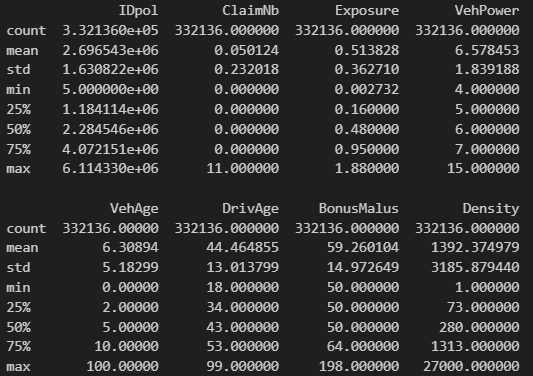 IDpol ClaimNb Exposure VehPower
count 3.321360e+05 332136.000000 332136.000000 332136.000000
mean 2.696543e+06 0.050124 0.513828 6.578453
std 1.630822e+06 0.232018 0.362710 1.839188
min 5.000000e+00 0.000000 0.002732 4.000000
25% 1.184114e+06 0.000000 0.160000 5.000000
50% 2.284546e+06 0.000000 0.480000 6.000000
75% 4.072151e+06 0.000000 0.950000 7.000000
max 6.114330e+06 11.000000 1.880000 15.000000
VehAge DrivAge BonusMalus Density
count 332136.00000 332136.000000 332136.000000 332136.000000
mean 6.30894 44.464855 59.260104 1392.374979
std 5.18299 13.013799 14.972649 3185.879440
min 0.00000 18.000000 50.000000 1.000000
25% 2.00000 34.000000 50.000000 73.000000
50% 5.00000 43.000000 50.000000 280.000000
75% 10.00000 53.000000 64.000000 1313.000000
max 100.00000 99.000000 198.000000 27000.000000